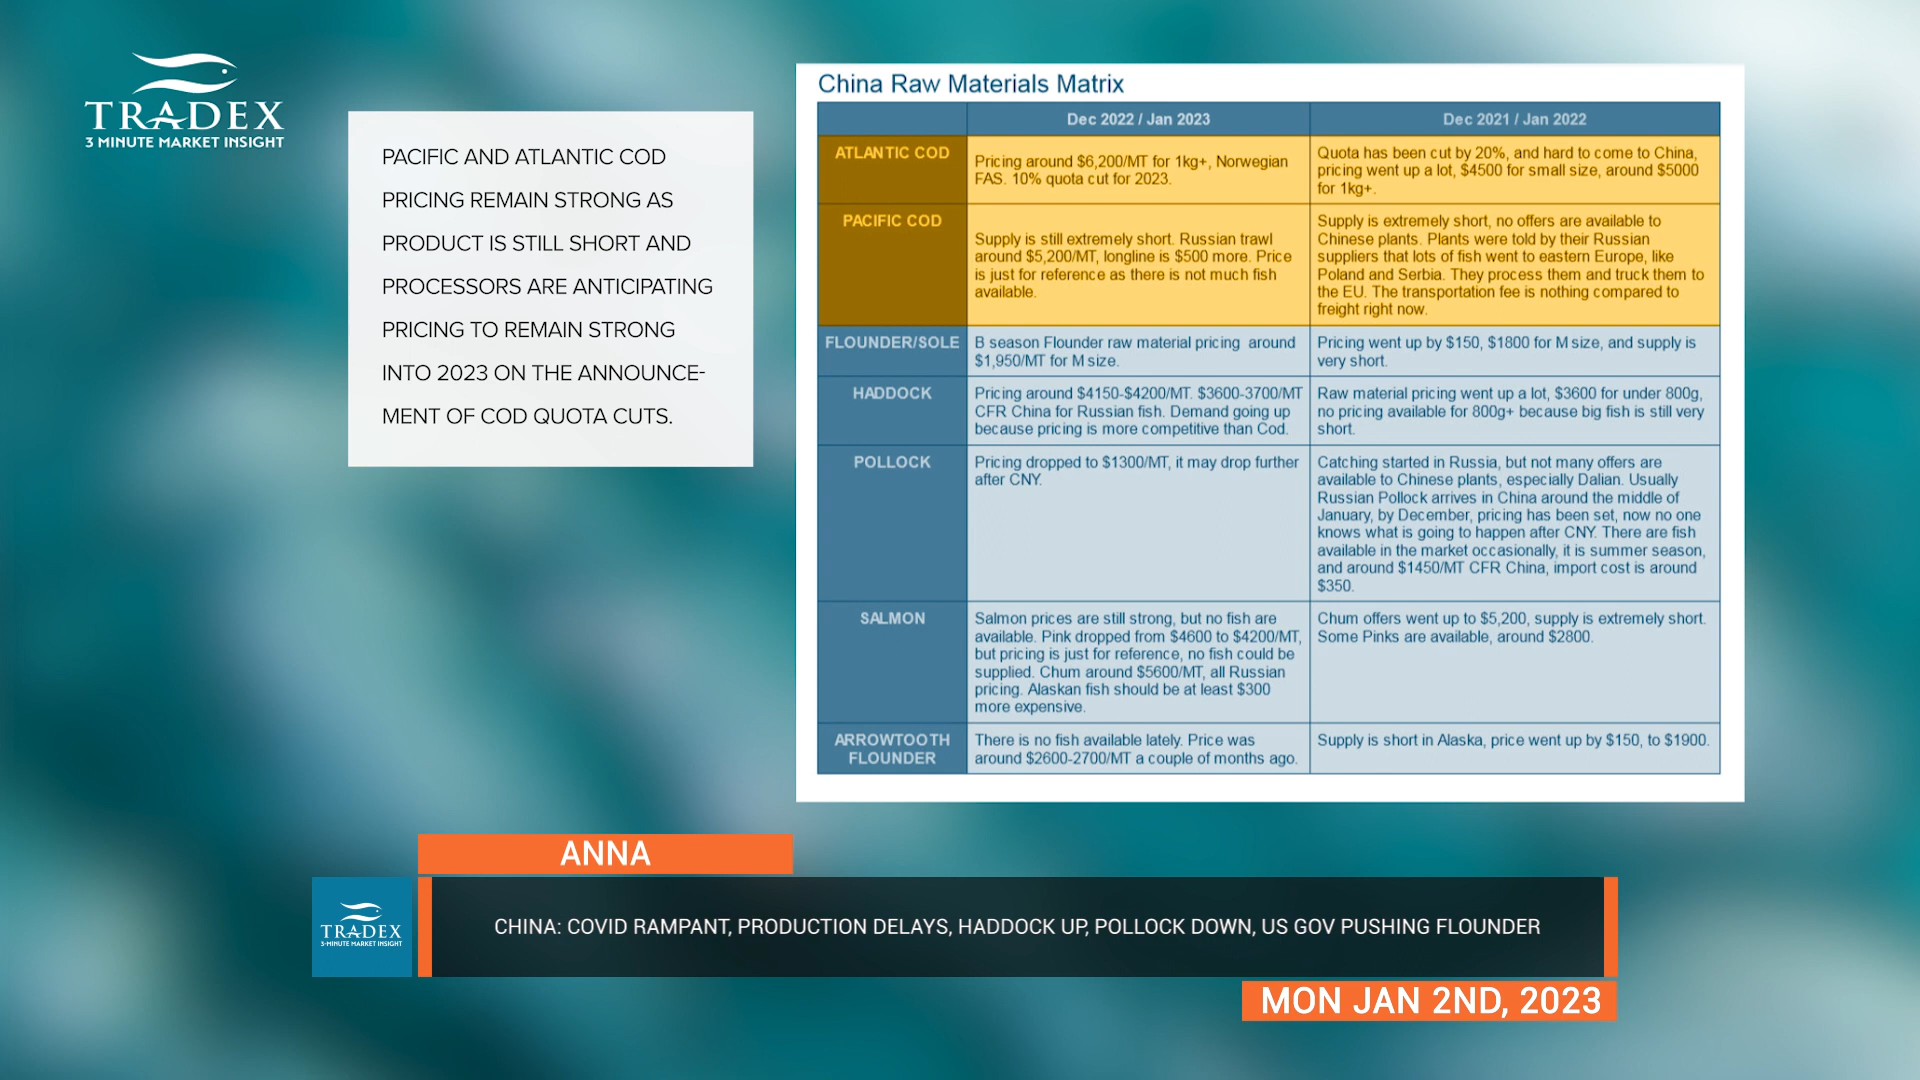 TRADEX
3 MINUTE MARKET INSIGHT
PACIFIC AND ATLANTIC COD
PRICING REMAIN STRONG AS
PRODUCT IS STILL SHORT AND
PROCESSORS ARE ANTICIPATING
PRICING TO REMAIN STRONG
INTO 2023 ON THE ANNOUNCE-
MENT OF COD QUOTA CUTS.
China Raw Materials Matrix
Dec 2022 / Jan 2023
Dec 2021 / Jan 2022
ATLANTIC COD
Pricing around $6,200/MT for 1kg+, Norwegian
FAS. 10% quota cut for 2023.
Quota has been cut by 20%, and hard to come to China,
pricing went up a lot, $4500 for small size, around $5000
for 1kg+.
PACIFIC COD
Supply is still extremely short. Russian trawl
around $5,200/MT, longline is $500 more. Price
is just for reference as there is not much fish
available.
Supply is extremely short, no offers are available to
Chinese plants. Plants were told by their Russian
suppliers that lots of fish went to eastern Europe, like
Poland and Serbia. They process them and truck them to
the EU. The transportation fee is nothing compared to
freight right now.
FLOUNDER/SOLE
B season Flounder raw material pricing around
$1,950/MT for M size.
Pricing went up by $150, $1800 for M size, and supply is
very short.
HADDOCK
Pricing around $4150-$4200/MT. $3600-3700/MT
CFR China for Russian fish. Demand going up
because pricing is more competitive than Cod.
Raw material pricing went up a lot, $3600 for under 800g,
no pricing available for 800g+ because big fish is still very
short.
POLLOCK
Pricing dropped to $1300/MT, it may drop further
after CNY.
Catching started in Russia, but not many offers are
available to Chinese plants, especially Dalian. Usually
Russian Pollock arrives in China around the middle of
January, by December, pricing has been set, now no one
knows what is going to happen after CNY. There are fish
available in the market occasionally, it is summer season,
and around $1450/MT CFR China, import cost is around
$350.
SALMON
Salmon prices are still strong, but no fish are
available. Pink dropped from $4600 to $4200/MT,
but pricing is just for reference, no fish could be
supplied. Chum around $5600/MT, all Russian
pricing. Alaskan fish should be at least $300
more expensive.
Chum offers went up to $5,200, supply is extremely short.
Some Pinks are available, around $2800.
ARROWTOOTH
FLOUNDER
There is no fish available lately. Price was
around $2600-2700/MT a couple of months ago.
Supply is short in Alaska, price went up by $150, to $1900.
ANNA
TRADEX
3-MINUTE MARKET INSIGHT
CHINA: COVID RAMPANT, PRODUCTION DELAYS, HADDOCK UP, POLLOCK DOWN, US GOV PUSHING FLOUNDER
MON JAN 2ND, 2023